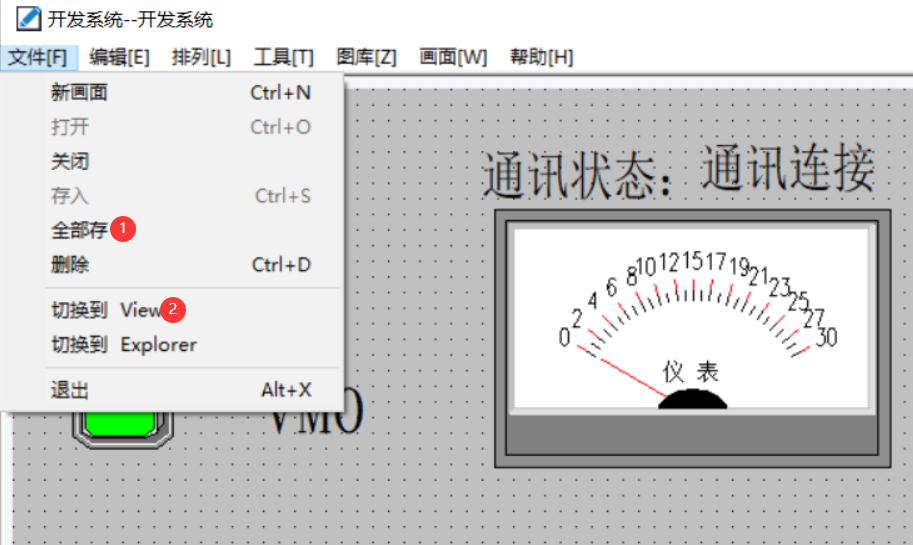 开发系统--开发系统
文件[F] 编辑[E] 排列[L] 工具[T] 图库[Z] 画面[W] 帮助[H]
新画面 Ctrl+N
打开 Ctrl+O
关闭
存入 Ctrl+S
全部存 1
删除 Ctrl+D
切换到 View 2
切换到 Explorer
退出 Alt+X
通讯状态：通讯连接
0 2 4 6 8 10 12 15 17 19 21 23 25 27 30
仪表
VMO